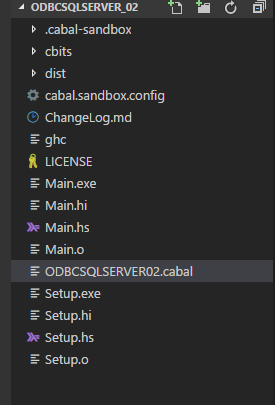 ODBCSQLSERVER_02
.cabal-sandbox
cbits
dist
cabal.sandbox.config
ChangeLog.md
ghc
LICENSE
Main.exe
Main.hi
Main.hs
Main.o
ODBCSQLSERVER02.cabal
Setup.exe
Setup.hi
Setup.hs
Setup.o